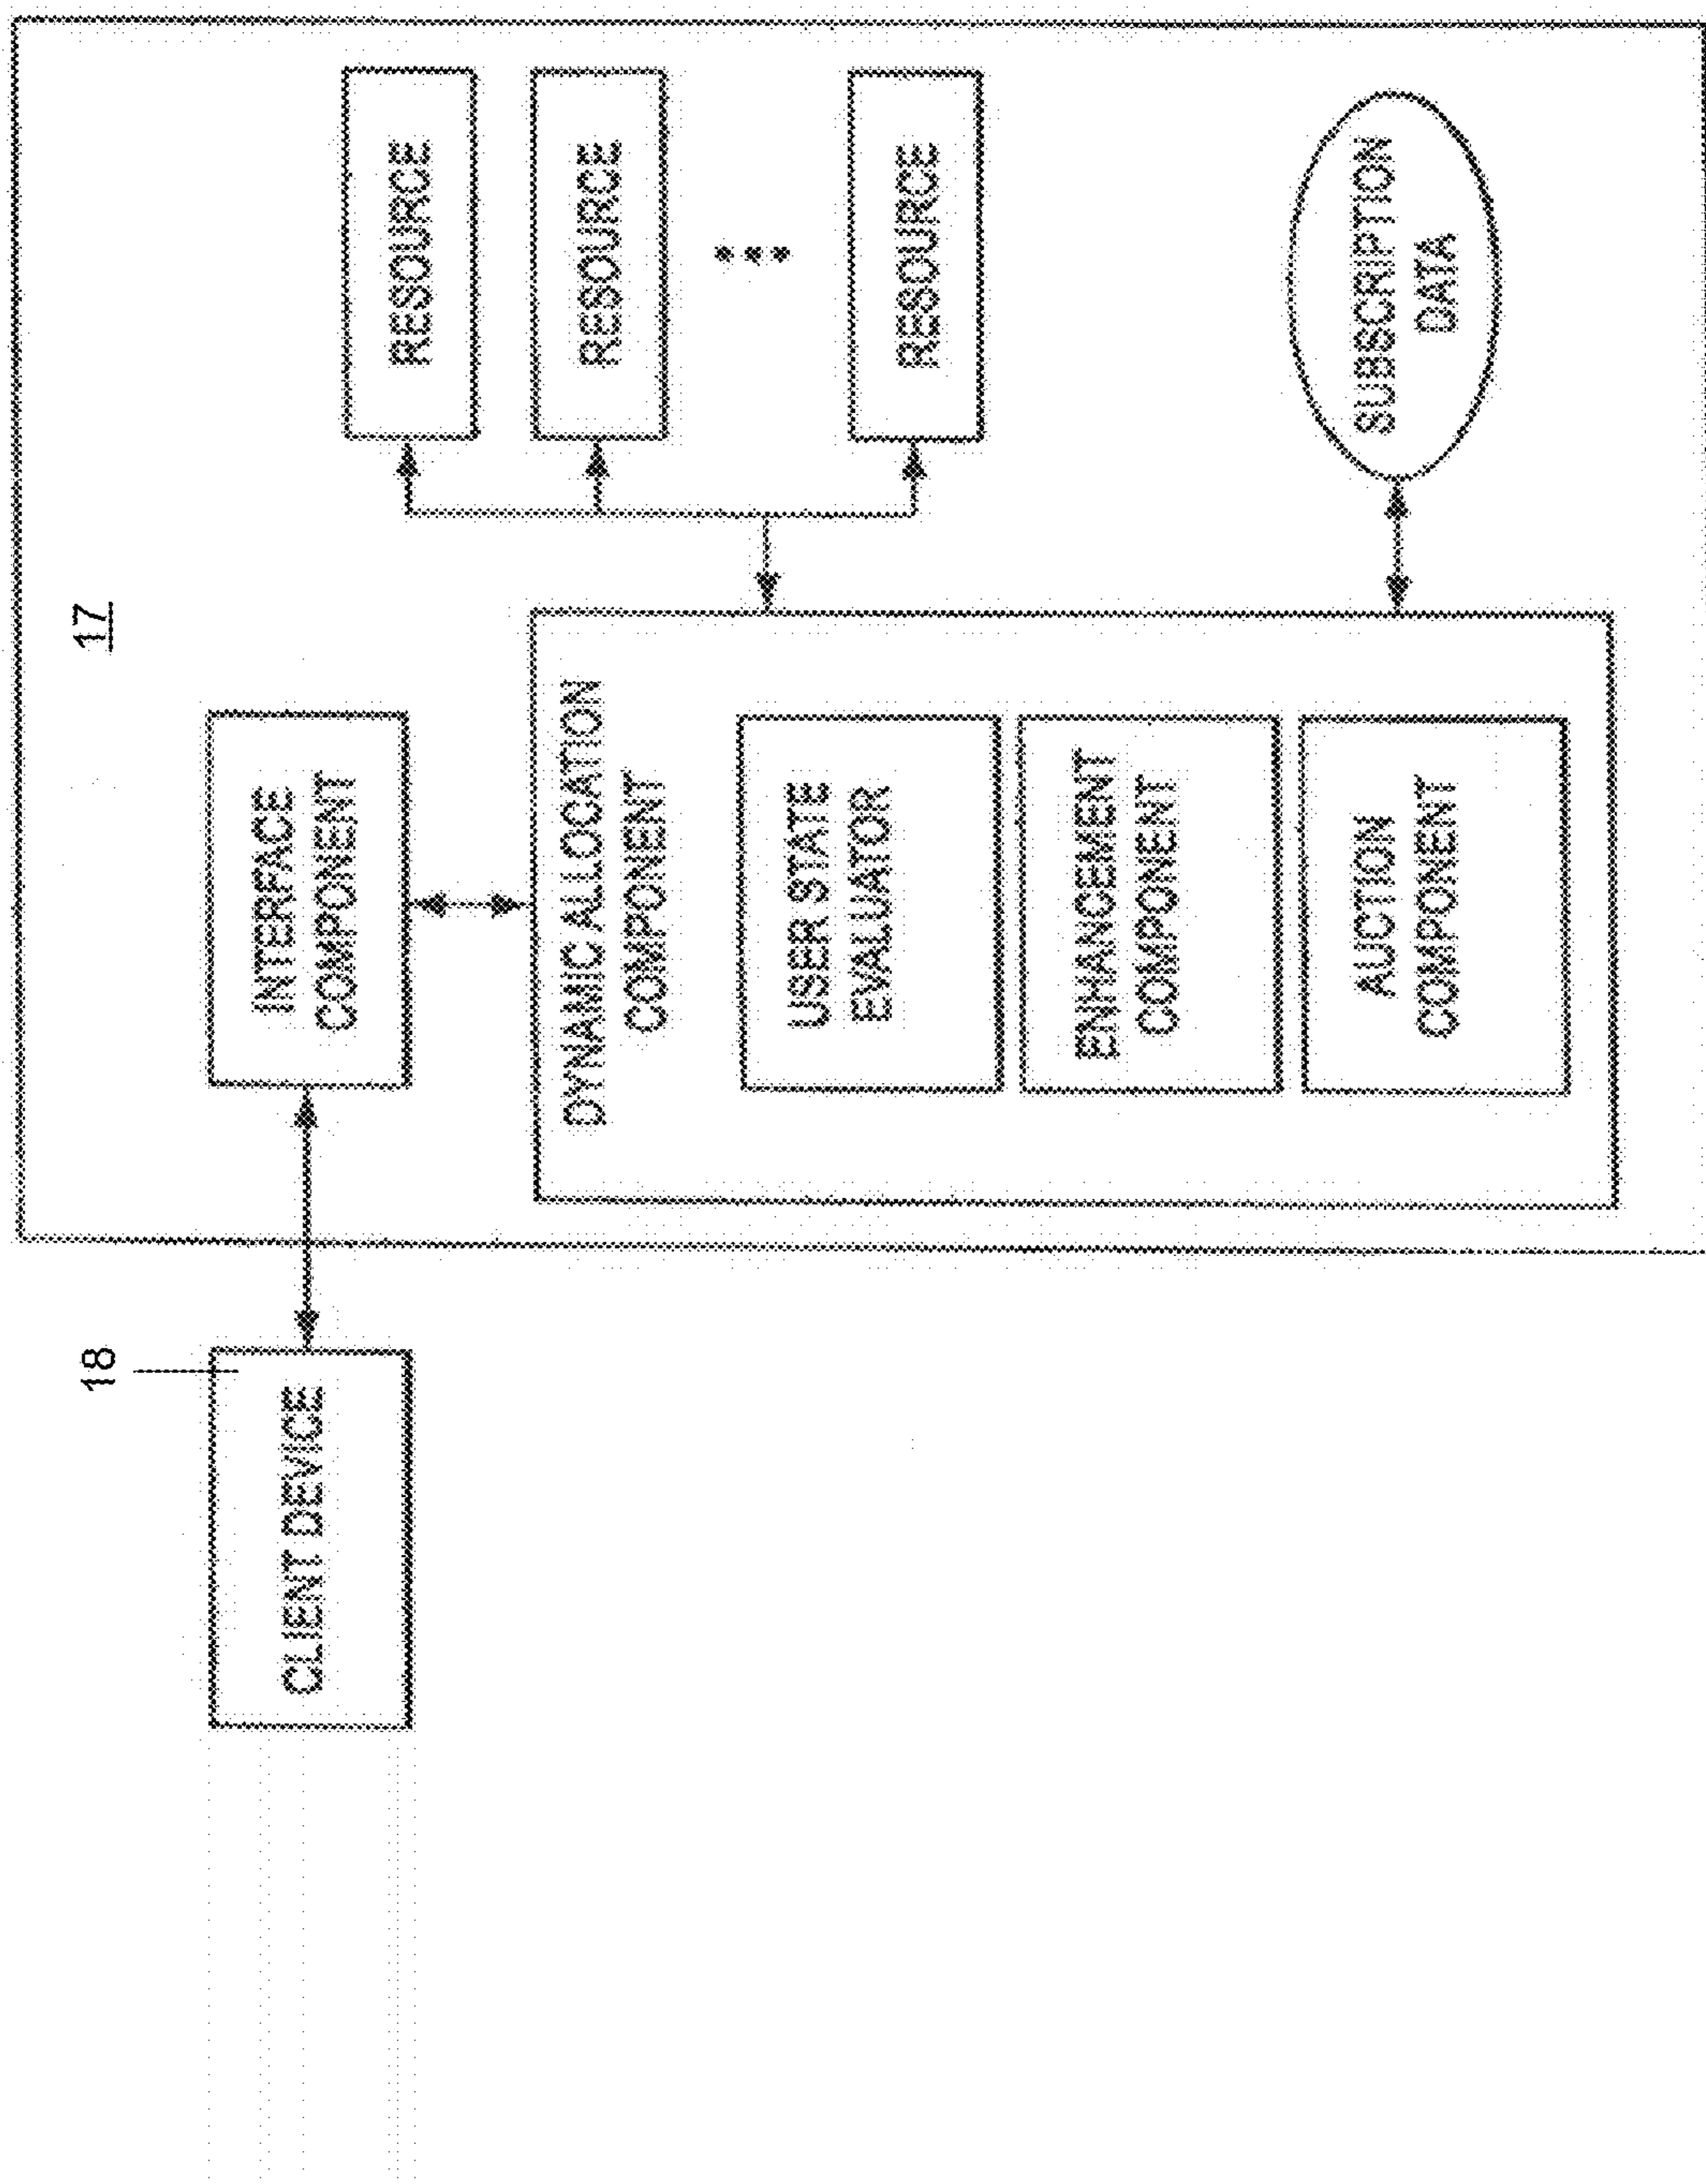 17
18
CLIENT DEVICE
INTERFACE
COMPONENT
RESOURCE
RESOURCE
RESOURCE
DYNAMIC ALLOCATION
COMPONENT
USER STATE
EVALUATOR
ENHANCEMENT
COMPONENT
AUCTION
COMPONENT
SUBSCRIPTION
DATA